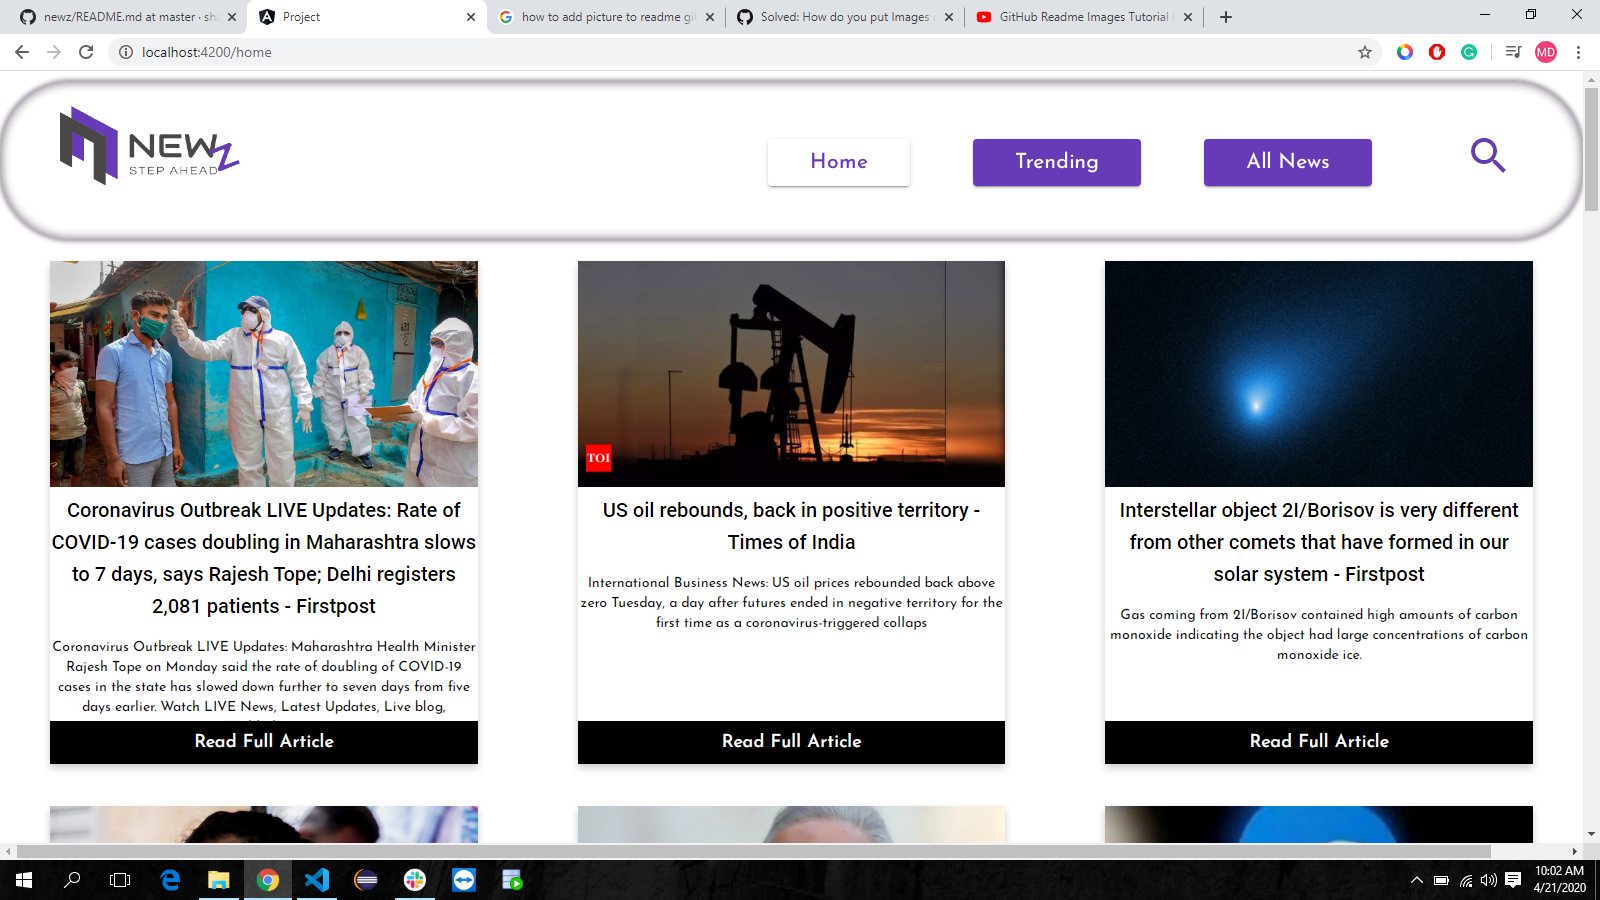 newz/README.md at master · sha
Project
how to add picture to readme git
Solved: How do you put Images o
GitHub Readme Images Tutorial
localhost:4200/home
MD
NEWZ
STEP AHEAD
Home
Trending
All News
TOI
Coronavirus Outbreak LIVE Updates: Rate of
COVID-19 cases doubling in Maharashtra slows
to 7 days, says Rajesh Tope; Delhi registers
2,081 patients - Firstpost
Coronavirus Outbreak LIVE Updates: Maharashtra Health Minister
Rajesh Tope on Monday said the rate of doubling of COVID-19
cases in the state has slowed down further to seven days from five
days earlier. Watch LIVE News, Latest Updates, Live blog,
Read Full Article
US oil rebounds, back in positive territory -
Times of India
International Business News: US oil prices rebounded back above
zero Tuesday, a day after futures ended in negative territory for the
first time as a coronavirus-triggered collaps
Read Full Article
Interstellar object 2I/Borisov is very different
from other comets that have formed in our
solar system - Firstpost
Gas coming from 2I/Borisov contained high amounts of carbon
monoxide indicating the object had large concentrations of carbon
monoxide ice.
Read Full Article
10:02 AM
4/21/2020